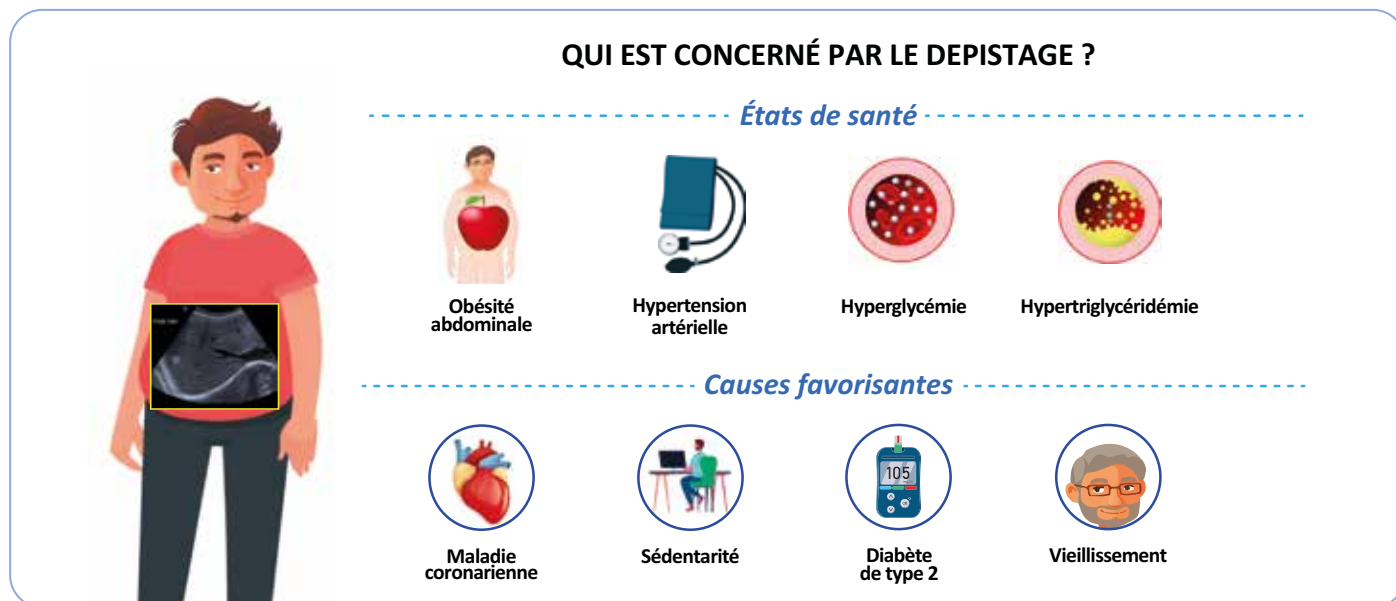 QUI EST CONCERNÉ PAR LE DEPISTAGE ?
États de santé
Obésité
abdominale
Hypertension
artérielle
Hyperglycémie
Hypertriglycéridémie
Causes favorisantes
105
Maladie
coronarienne
Sédentarité
Diabète
de type 2
Vieillissement